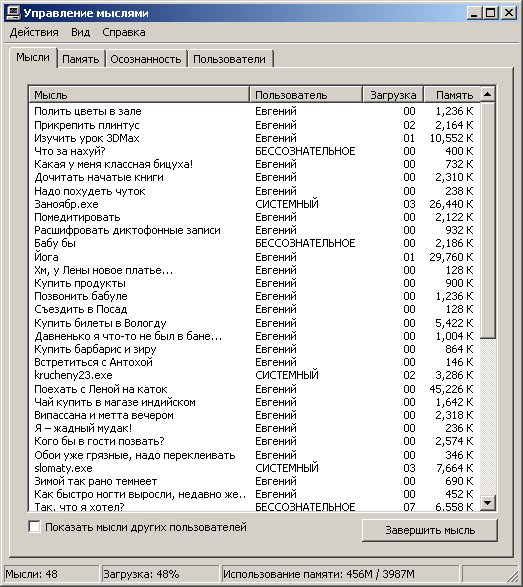 Управление мыслями
Действия Вид Справка
Мысли Память Осознанность Пользователи
Мысль Пользователь Загрузка Память
Полить цветы в зале Евгений 00 1,236 K
Прикрепить плинтус Евгений 02 2,164 K
Изучить урок 3DMax Евгений 01 10,552 K
Что за нахуй? БЕССОЗНАТЕЛЬНОЕ 00 400 K
Какая у меня классная бицуха! Евгений 00 732 K
Дочитать начатые книги Евгений 00 2,310 K
Надо похудеть чуток Евгений 00 238 K
Заноябр.exe СИСТЕМНЫЙ 03 26,440 K
Помедитировать Евгений 00 2,122 K
Расшифровать диктофонные записи Евгений 00 932 K
Бабу бы БЕССОЗНАТЕЛЬНОЕ 00 2,186 K
Йога Евгений 01 29,760 K
Хм, у Лены новое платье... Евгений 00 128 K
Купить продукты Евгений 00 900 K
Позвонить бабуле Евгений 00 1,236 K
Съездить в Посад Евгений 00 128 K
Купить билеты в Вологду Евгений 00 5,422 K
Давненько я что-то не был в бане... Евгений 00 1,004 K
Купить барбарис и зиру Евгений 00 864 K
Встретиться с Антохой Евгений 00 146 K
krucheny23.exe СИСТЕМНЫЙ 02 3,286 K
Поехать с Леной на каток Евгений 00 45,226 K
Чай купить в магазе индийском Евгений 00 1,642 K
Випассана и метта вечером Евгений 00 2,318 K
Я – жадный мудак! Евгений 00 236 K
Кого бы в гости позвать? Евгений 00 2,574 K
Обои уже грязные, надо переклеивать Евгений 00 346 K
slomaty.exe СИСТЕМНЫЙ 03 7,664 K
Зимой так рано темнеет Евгений 00 690 K
Как быстро ногти выросли, недавно же.. Евгений 00 452 K
Так, что я хотел? БЕССОЗНАТЕЛЬНОЕ 07 6,558 K
Показать мысли других пользователей Завершить мысль
Мысли: 48 Загрузка: 48% Использование памяти: 456M / 3987M